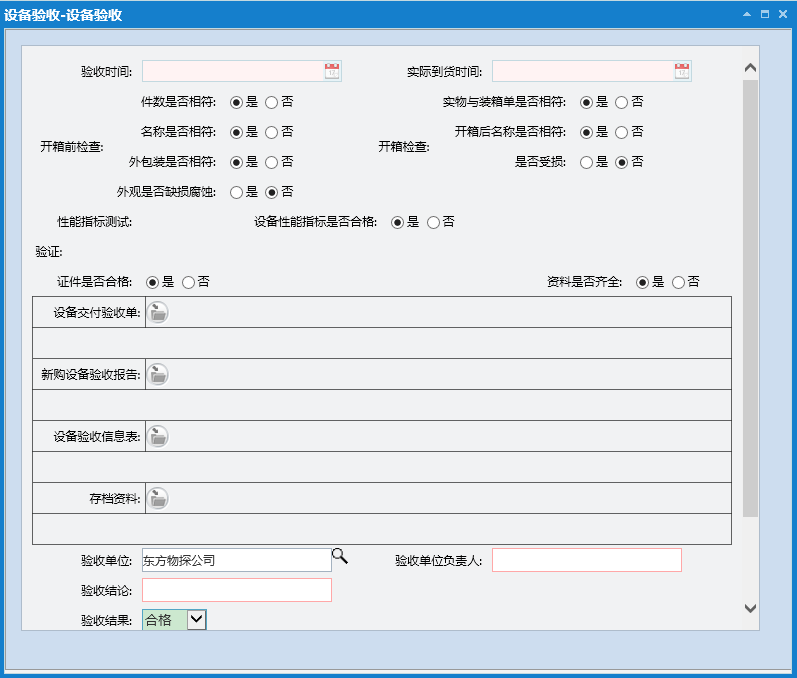 设备验收-设备验收
验收时间: 实际到货时间:
件数是否相符: 是 否 实物与装箱单是否相符: 是 否
名称是否相符: 是 否 开箱后名称是否相符: 是 否
开箱前检查: 开箱检查:
外包装是否相符: 是 否 是否受损: 是 否
外观是否缺损腐蚀: 是 否
性能指标测试: 设备性能指标是否合格: 是 否
验证:
证件是否合格: 是 否 资料是否齐全: 是 否
设备交付验收单:
新购设备验收报告:
设备验收信息表:
存档资料:
验收单位: 东方物探公司 验收单位负责人:
验收结论:
验收结果: 合格